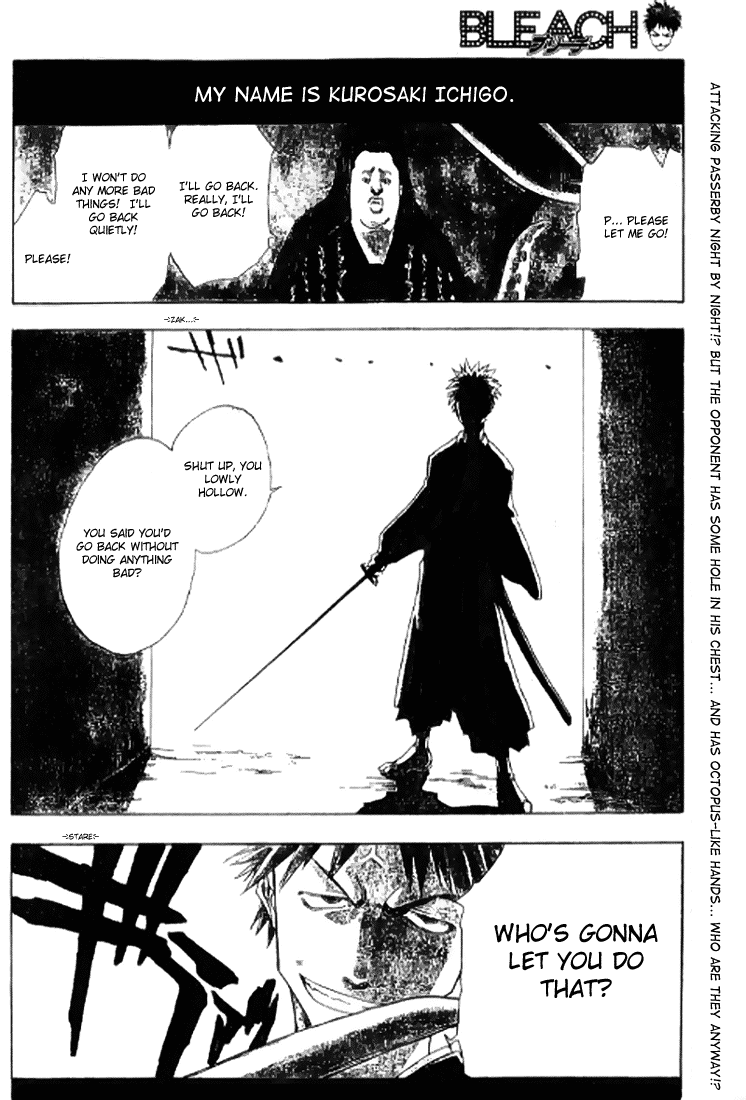 BLEACH
ブリーチ
MY NAME IS KUROSAKI ICHIGO.
P... PLEASE
LET ME GO!
I'LL GO BACK.
REALLY, I'LL
GO BACK!
I WON'T DO
ANY MORE BAD
THINGS! I'LL
GO BACK
QUIETLY!
PLEASE!
-:ZAK...:-
SHUT UP, YOU
LOWLY
HOLLOW.
YOU SAID YOU'D
GO BACK WITHOUT
DOING ANYTHING
BAD?
-:STARE:-
WHO'S GONNA
LET YOU DO
THAT?
ATTACKING PASSERBY NIGHT BY NIGHT!? BUT THE OPPONENT HAS SOME HOLE IN HIS CHEST... AND HAS OCTOPUS-LIKE HANDS... WHO ARE THEY ANYWAY!?